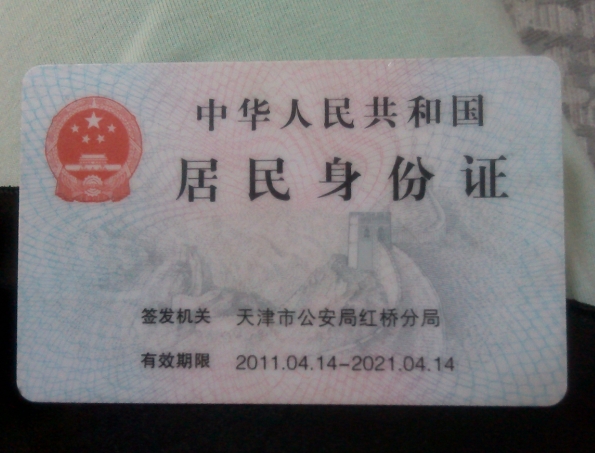 中华人民共和国
居民身份证
签发机关 天津市公安局红桥分局
有效期限 2011.04.14-2021.04.14